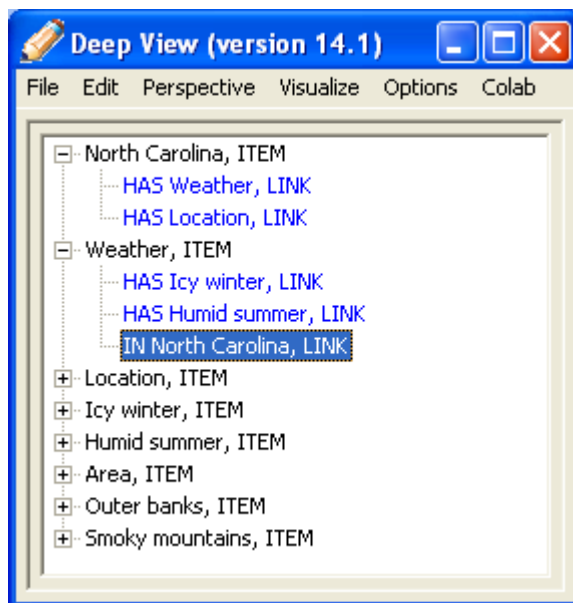 Deep View (version 14.1)
File Edit Perspective Visualize Options Colab
North Carolina, ITEM
HAS Weather, LINK
HAS Location, LINK
Weather, ITEM
HAS Icy winter, LINK
HAS Humid summer, LINK
IN North Carolina, LINK
Location, ITEM
Icy winter, ITEM
Humid summer, ITEM
Area, ITEM
Outer banks, ITEM
Smoky mountains, ITEM